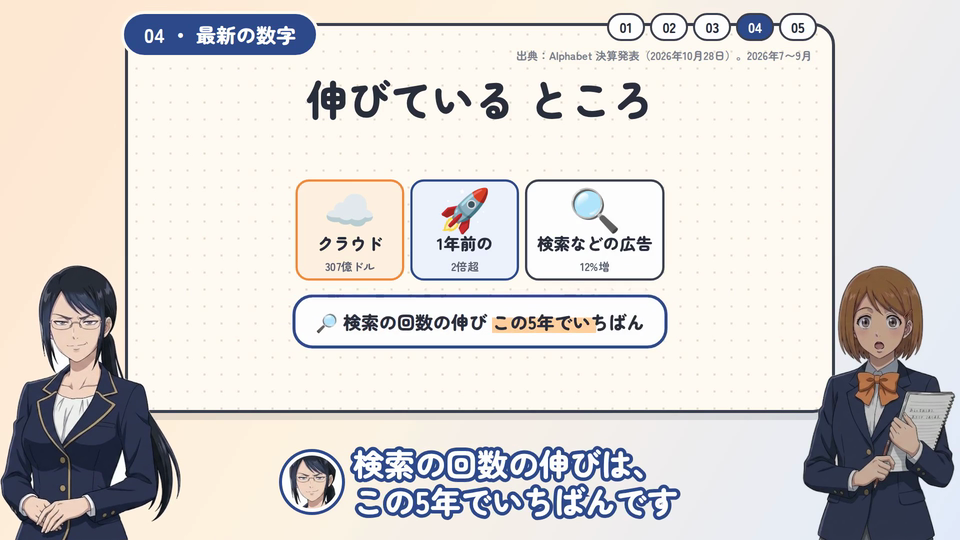 04 ・ 最新の数字
01 02 03 04 05
出典：Alphabet 決算発表（2026年10月28日）。2026年7〜9月
伸びている ところ
クラウド
307億ドル
1年前の
2倍超
検索などの広告
12%増
検索の回数の伸び この5年でいちばん
検索の回数の伸びは、
この5年でいちばんです